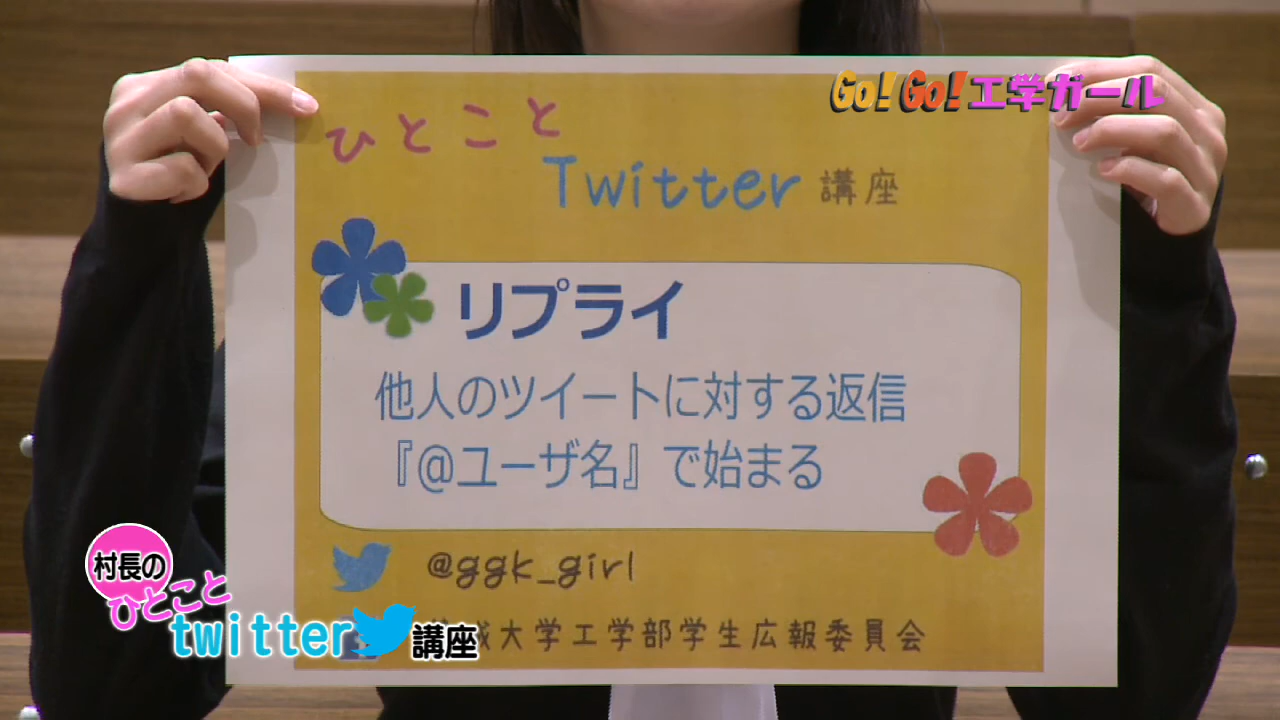 Go! Go! 工学ガール
ひとこと
Twitter 講座
リプライ
他人のツイートに対する返信
『@ユーザ名』で始まる
@ggk_girl
大学工学部学生広報委員会
村長の
ひとこと
twitter 講座